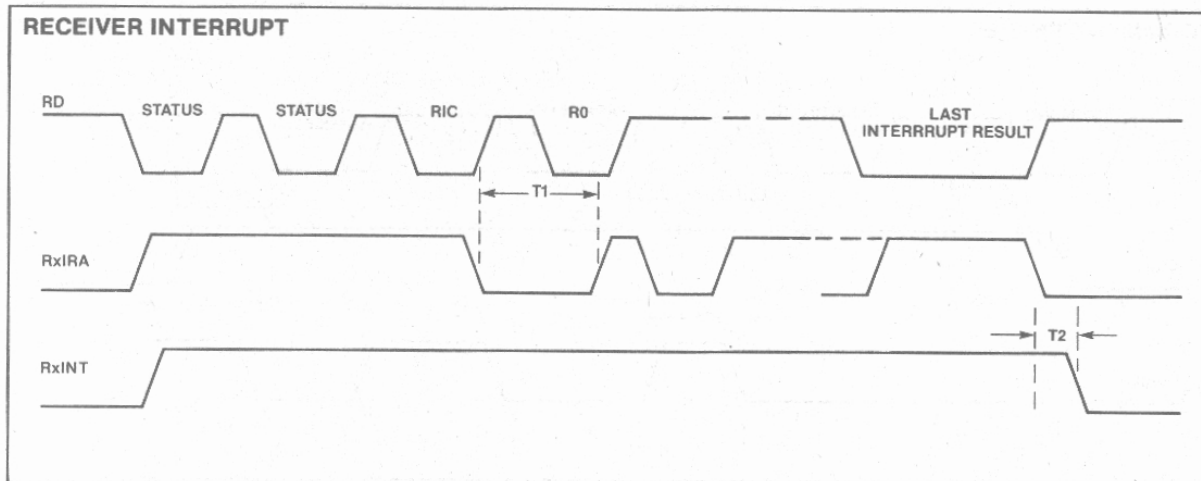 RECEIVER INTERRUPT
RD
STATUS
STATUS
RIC
R0
LAST
INTERRRUPT RESULT
T1
RxIRA
T2
RxINT